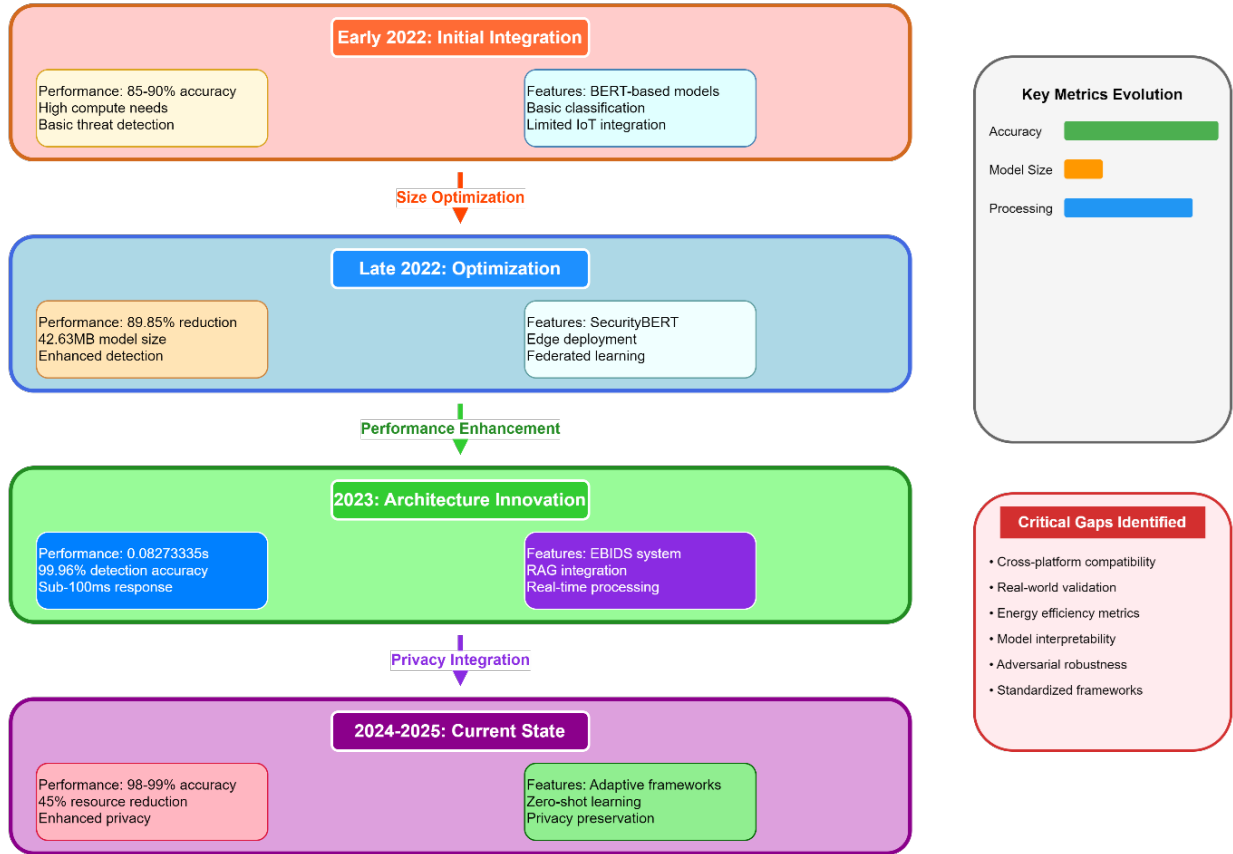 Early 2022: Initial Integration
Performance: 85-90% accuracy
High compute needs
Basic threat detection
Features: BERT-based models
Basic classification
Limited IoT integration
Size Optimization
Late 2022: Optimization
Performance: 89.85% reduction
42.63MB model size
Enhanced detection
Features: SecurityBERT
Edge deployment
Federated learning
Performance Enhancement
2023: Architecture Innovation
Performance: 0.08273335s
99.96% detection accuracy
Sub-100ms response
Features: EBIDS system
RAG integration
Real-time processing
Privacy Integration
2024-2025: Current State
Performance: 98-99% accuracy
45% resource reduction
Enhanced privacy
Features: Adaptive frameworks
Zero-shot learning
Privacy preservation
Key Metrics Evolution
Accuracy
Model Size
Processing
Critical Gaps Identified
• Cross-platform compatibility
• Real-world validation
• Energy efficiency metrics
• Model interpretability
• Adversarial robustness
• Standardized frameworks